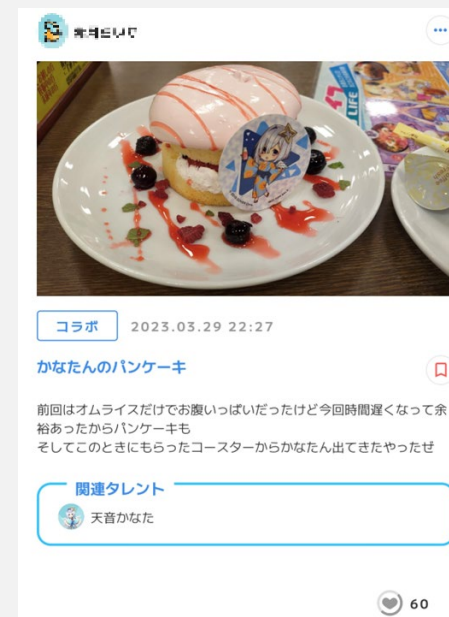 LIFE
コラボ
2023.03.29 22:27
かなたんのパンケーキ
前回はオムライスだけでお腹いっぱいだったけど今回時間遅くなって余
裕あったからパンケーキも
そしてこのときにもらったコースターからかなたん出てきたやったぜ
関連タレント
天音かなた
60